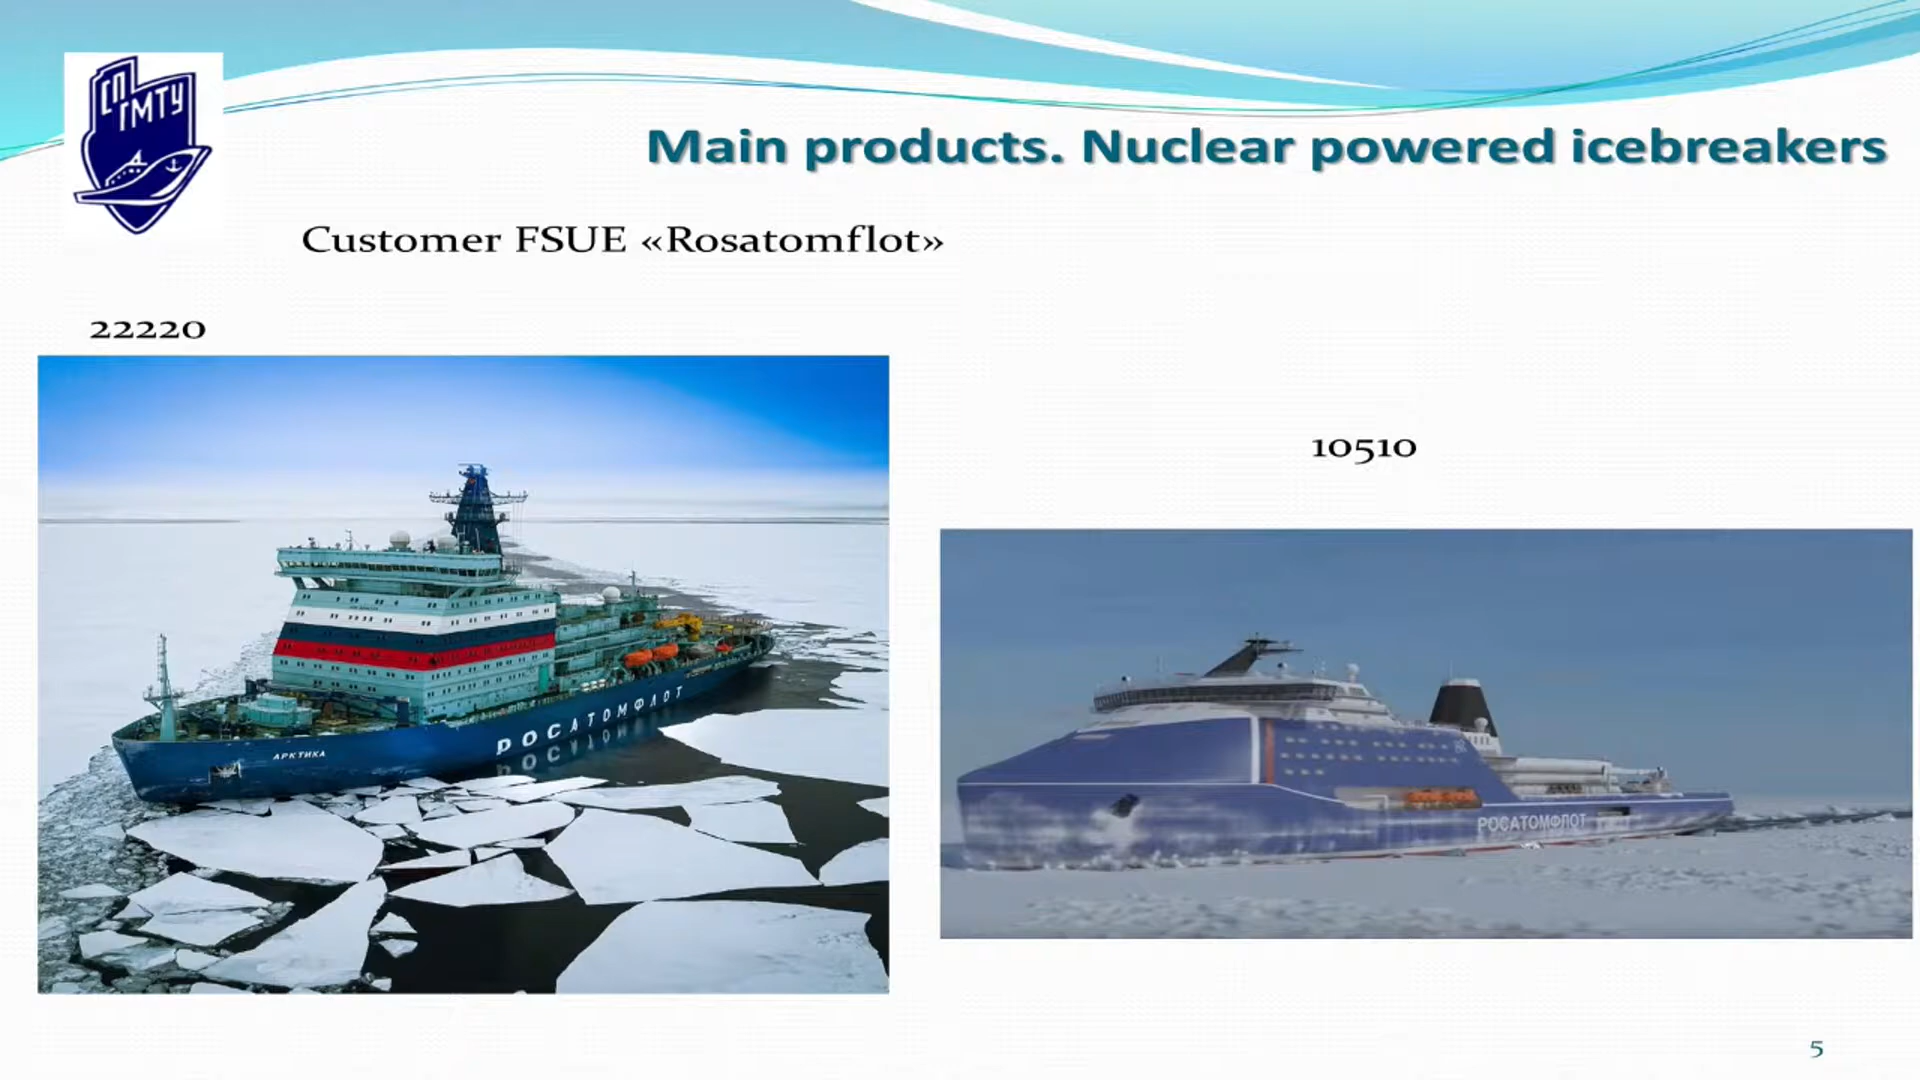 СПГМТУ
Main products. Nuclear powered icebreakers
Customer FSUE «Rosatomflot»
22220
10510
АРКТИКА
РОСАТОМФЛОТ
РОСАТОМФЛОТ
5